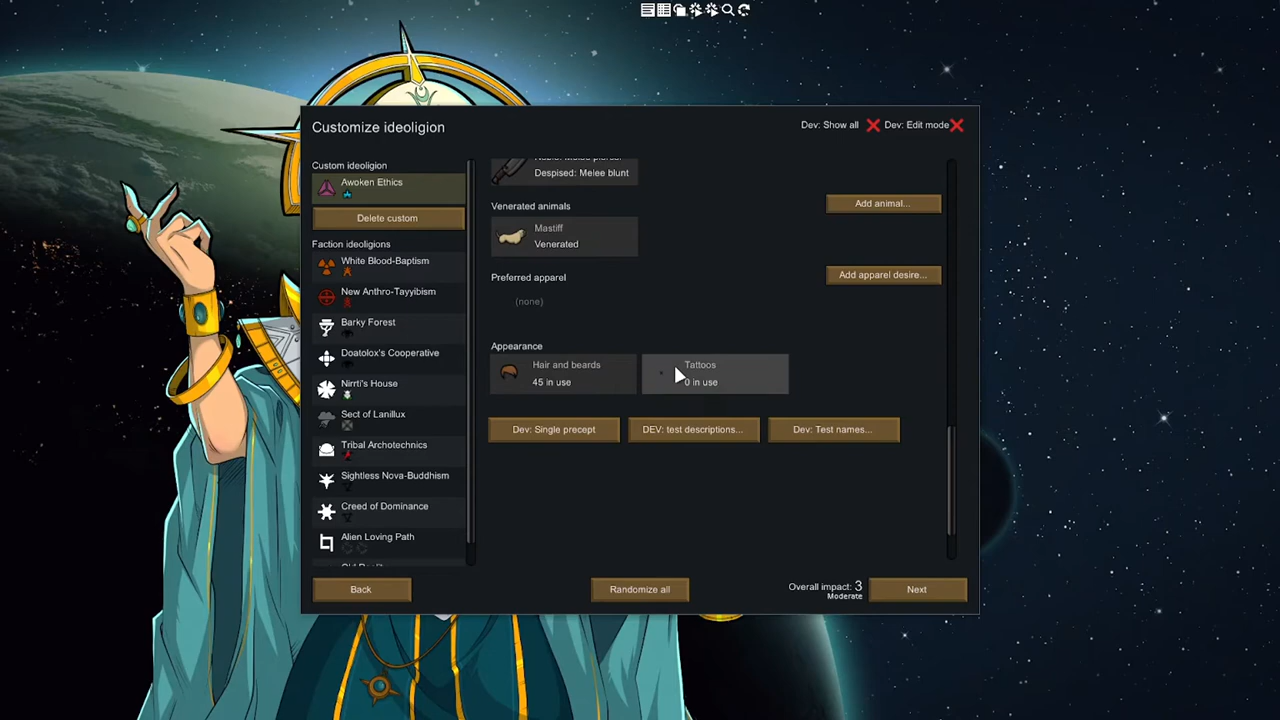 Customize ideoligion
Dev: Show all
Dev: Edit mode
Custom ideoligion
Awoken Ethics
Delete custom
Faction ideoligions
White Blood-Baptism
New Anthro-Tayyibism
Barky Forest
Doatolox's Cooperative
Nirrti's House
Sect of Lanillux
Tribal Archotechnics
Sightless Nova-Buddhism
Creed of Dominance
Alien Loving Path
Noble: Melee piercer
Despised: Melee blunt
Venerated animals
Add animal...
Mastiff
Venerated
Preferred apparel
Add apparel desire...
(none)
Appearance
Hair and beards
45 in use
Tattoos
0 in use
Dev: Single precept
DEV: test descriptions...
Dev: Test names...
Back
Randomize all
Overall impact: 3
Moderate
Next